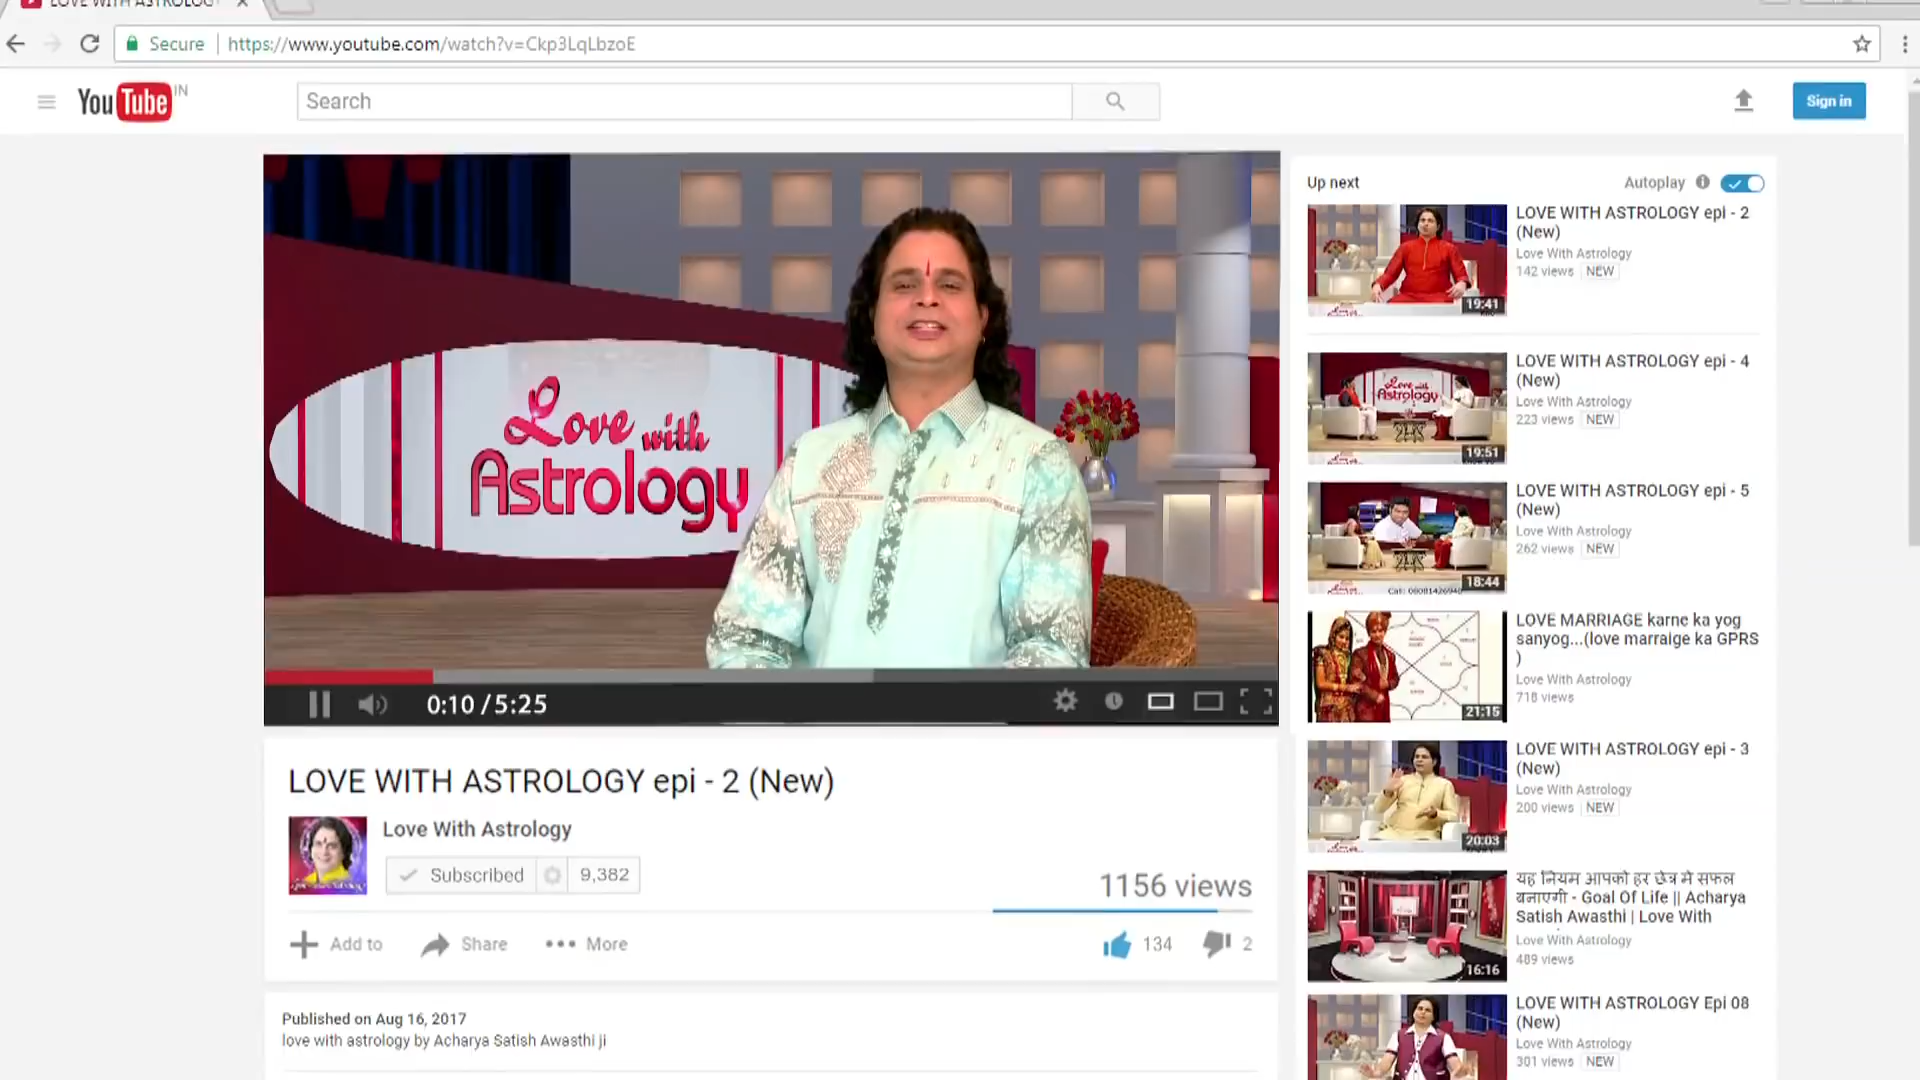 LOVE WITH ASTROLOGY
Secure
https://www.youtube.com/watch?v=Ckp3LqLbzoE
YouTube IN
Search
Sign in
Love with
Astrology
0:10 / 5:25
LOVE WITH ASTROLOGY epi - 2 (New)
Love With Astrology
Subscribed
9,382
1156 views
Add to
Share
More
134
2
Published on Aug 16, 2017
love with astrology by Acharya Satish Awasthi ji
Up next
Autoplay
LOVE WITH ASTROLOGY epi - 2
(New)
Love With Astrology
142 views NEW
19:41
LOVE WITH ASTROLOGY epi - 4
(New)
Love With Astrology
223 views NEW
Love with
Astrology
19:51
LOVE WITH ASTROLOGY epi - 5
(New)
Love With Astrology
262 views NEW
18:44
LOVE MARRIAGE karne ka yog
sanyog...(love marraige ka GPRS
)
Love With Astrology
718 views
21:15
LOVE WITH ASTROLOGY epi - 3
(New)
Love With Astrology
200 views NEW
20:03
यह नियम आपको हर छेत्र मे सफल
बनाएगी - Goal Of Life || Acharya
Satish Awasthi | Love With
Love With Astrology
489 views
16:16
LOVE WITH ASTROLOGY Epi 08
(New)
Love With Astrology
301 views NEW